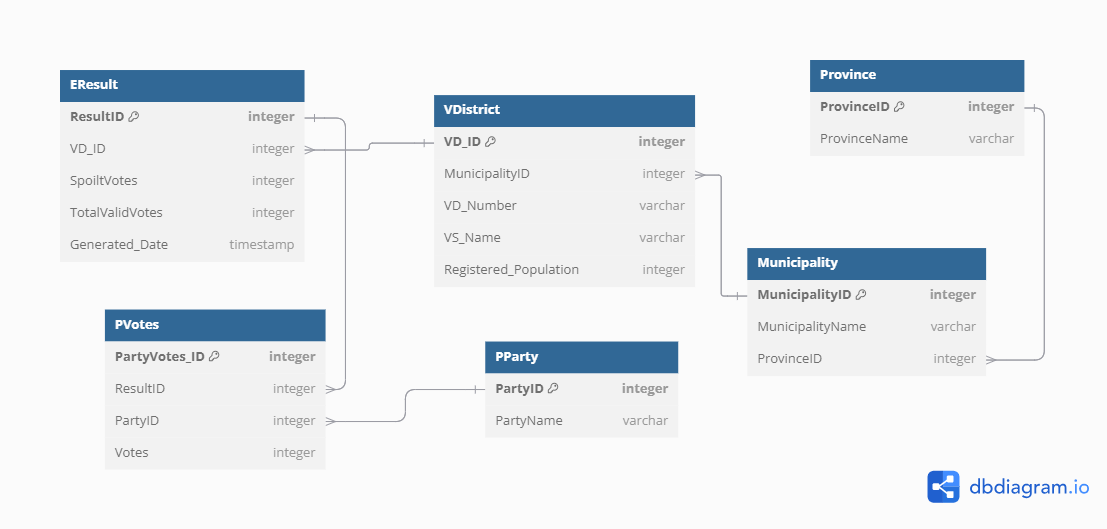 EResult
ResultID integer
VD_ID integer
SpoiltVotes integer
TotalValidVotes integer
Generated_Date timestamp
VDistrict
VD_ID integer
MunicipalityID integer
VD_Number varchar
VS_Name varchar
Registered_Population integer
Province
ProvinceID integer
ProvinceName varchar
Municipality
MunicipalityID integer
MunicipalityName varchar
ProvinceID integer
PVotes
PartyVotes_ID integer
ResultID integer
PartyID integer
Votes integer
PParty
PartyID integer
PartyName varchar
dbdiagram.io